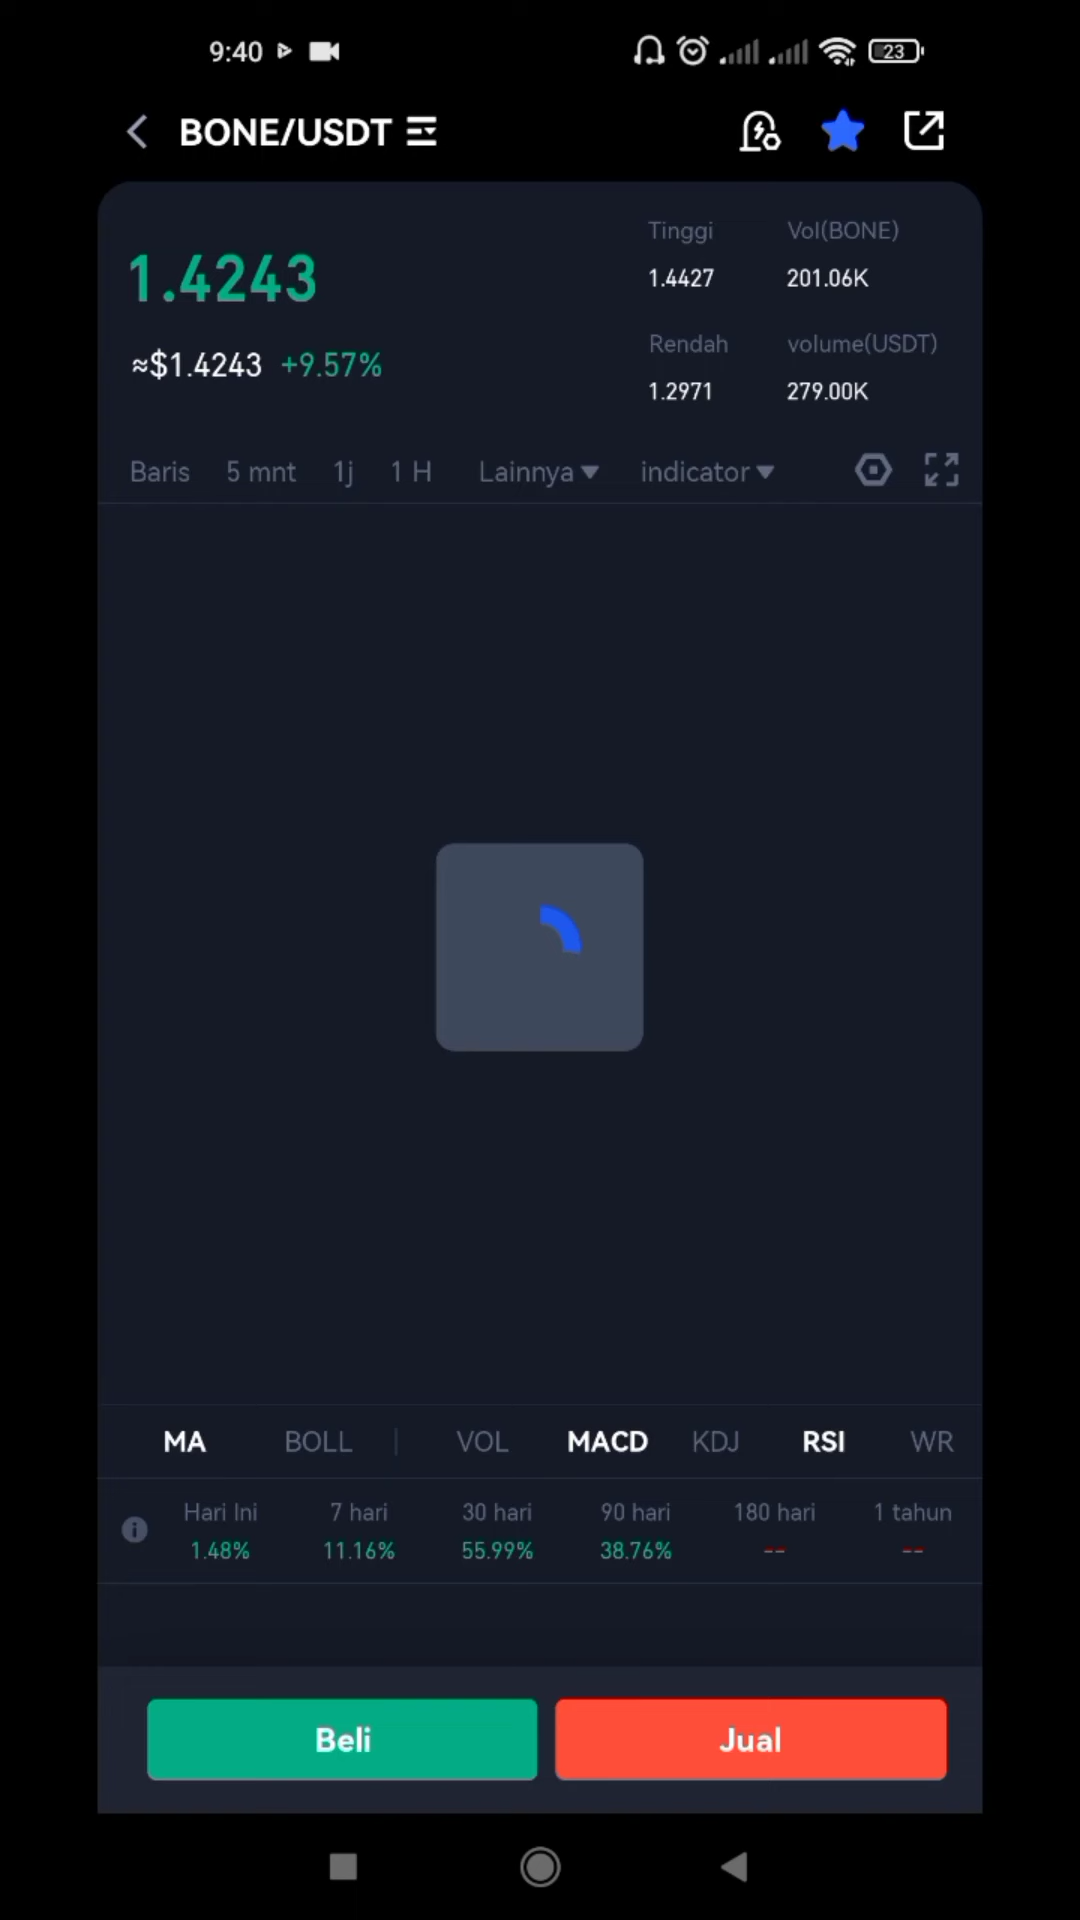 9:40
23
BONE/USDT
1.4243
≈$1.4243 +9.57%
Tinggi Vol(BONE)
1.4427 201.06K
Rendah volume(USDT)
1.2971 279.00K
Baris 5 mnt 1j 1 H Lainnya indicator
MA BOLL VOL MACD KDJ RSI WR
Hari Ini 7 hari 30 hari 90 hari 180 hari 1 tahun
1.48% 11.16% 55.99% 38.76% -- --
Beli Jual